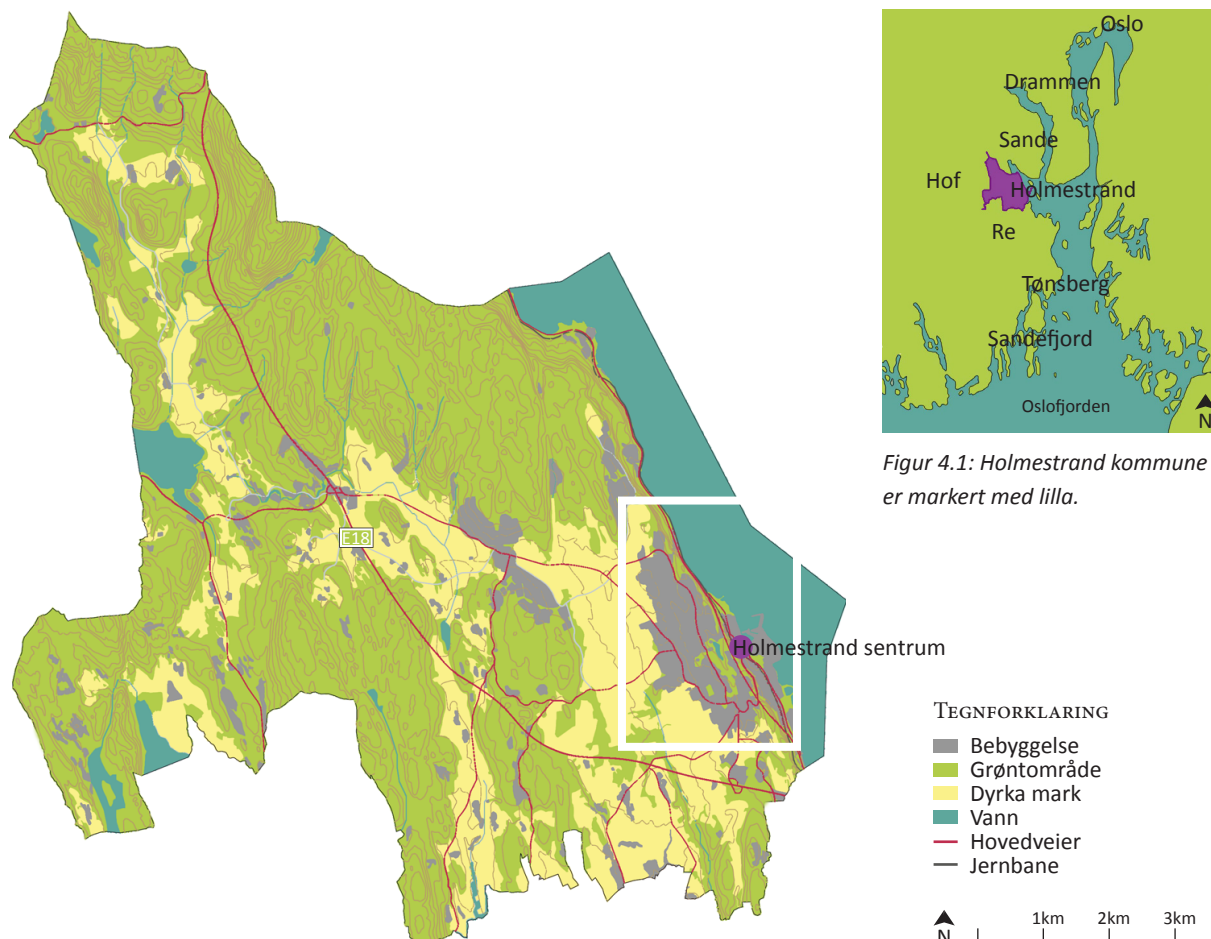 Oslo
Drammen
Sande
Hof
Holmestrand
Re
Tønsberg
Sandefjord
Oslofjorden
N
Figur 4.1: Holmestrand kommune
er markert med lilla.
E18
Holmestrand sentrum
TEGNFORKLARING
Bebyggelse
Grøntområde
Dyrka mark
Vann
Hovedveier
Jernbane
1km 2km 3km
N